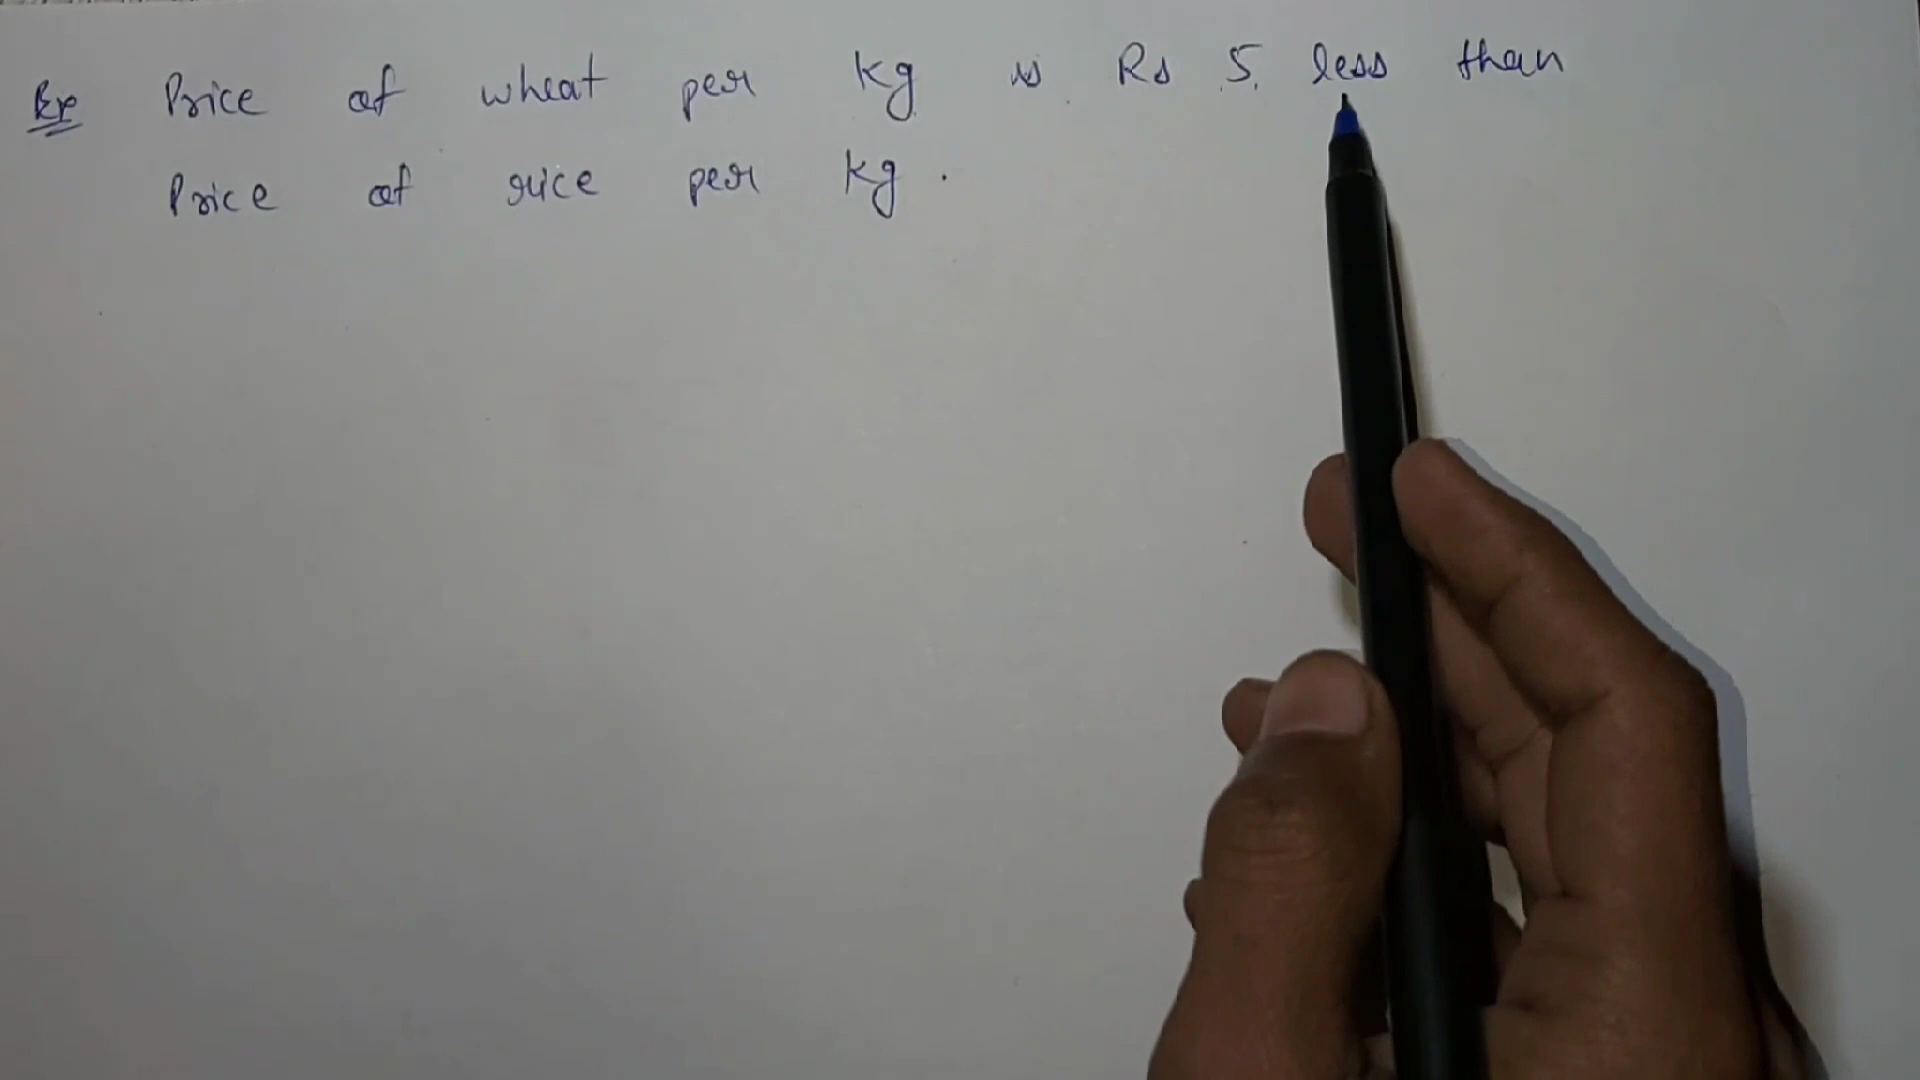 Ex Price of wheat per kg is Rs 5 less than
Price of rice per kg.